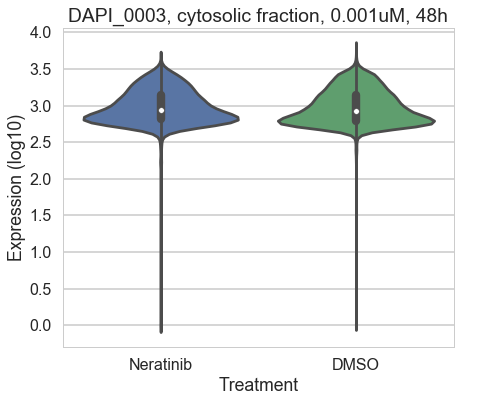 DAPI_0003, cytosolic fraction, 0.001uM, 48h
4.0
3.5
3.0
2.5
2.0
1.5
1.0
0.5
0.0
Expression (log10)
Neratinib
DMSO
Treatment